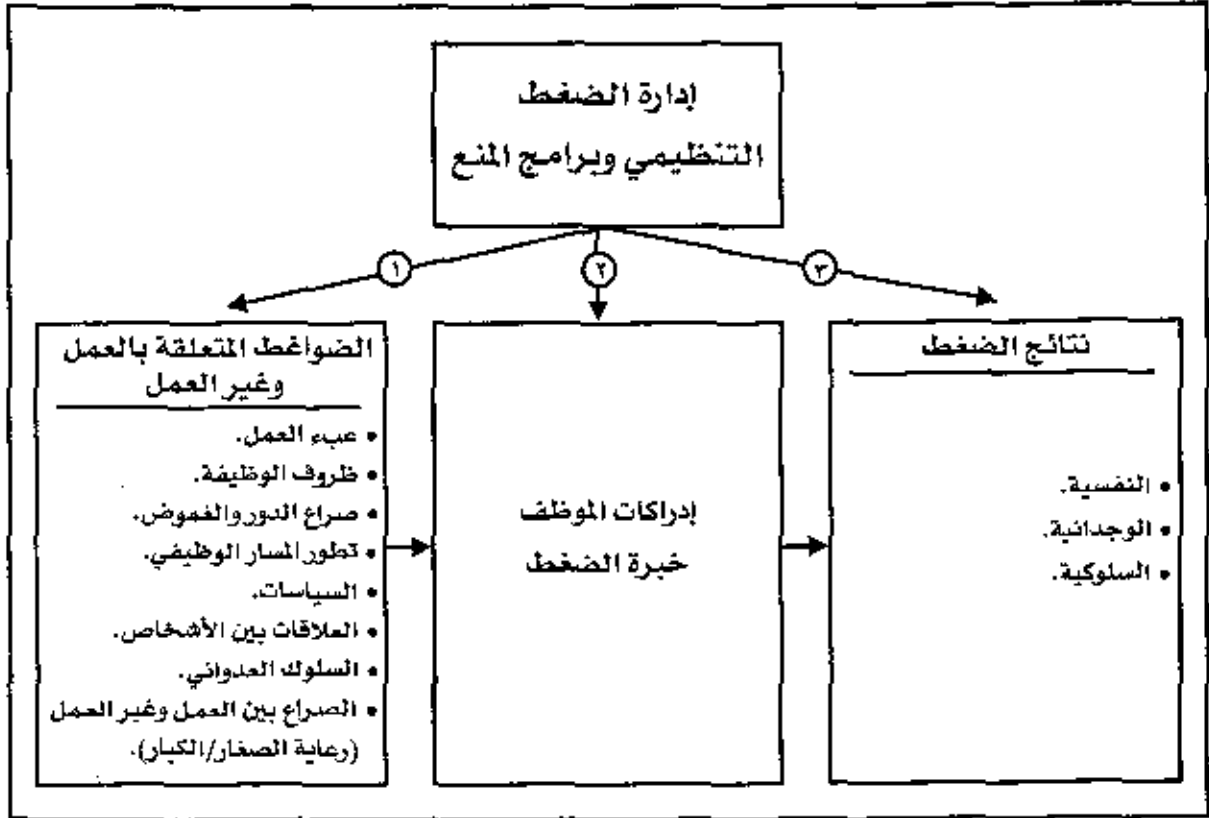 إدارة الضغط
التنظيمي وبرامج المنع
١
٢
٣
الضواغط المتعلقة بالعمل
وغير العمل
• عبء العمل.
• ظروف الوظيفة.
• صراع الدور والغموض.
• تطور المسار الوظيفي.
• السياسات.
• العلاقات بين الأشخاص.
• السلوك العدواني.
• الصراع بين العمل وغير العمل
(رعاية الصغار/الكبار).
إدراكات الموظف
خبرة الضغط
نتائج الضغط
• النفسية.
• الوجدانية.
• السلوكية.